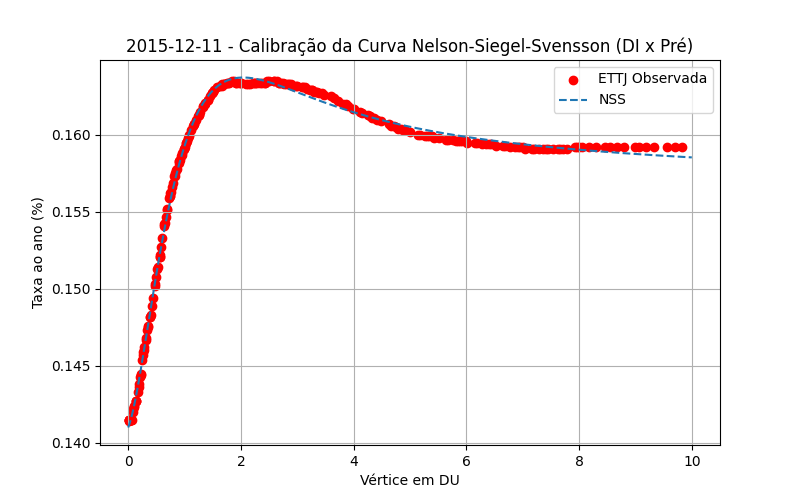 2015-12-11 - Calibração da Curva Nelson-Siegel-Svensson (DI x Pré)
ETTJ Observada
NSS
Taxa ao ano (%)
0.160
0.155
0.150
0.145
0.140
0 2 4 6 8 10
Vértice em DU